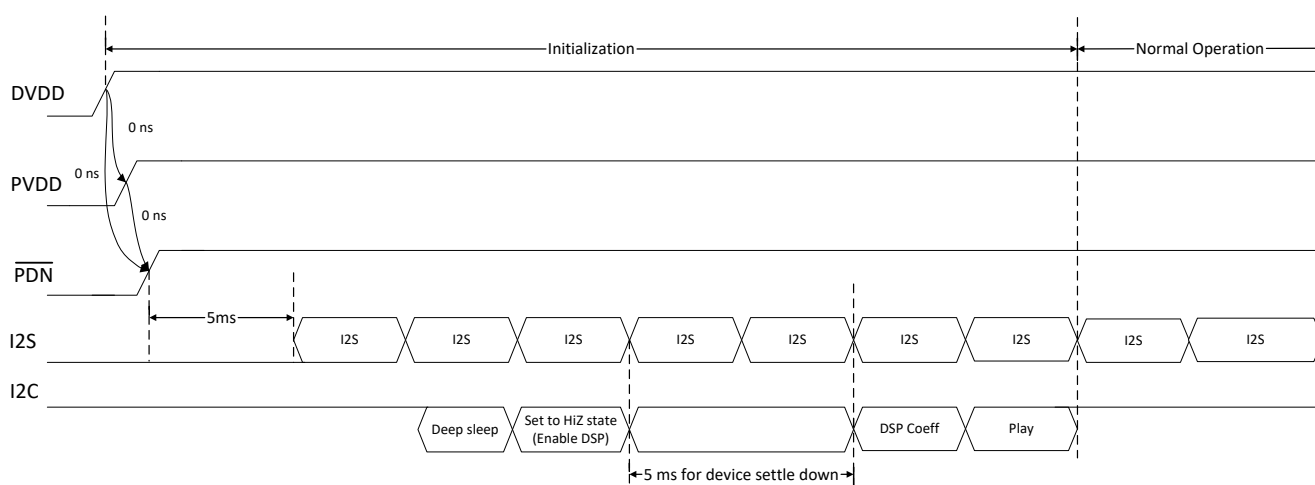 Initialization
Normal Operation
DVDD
0 ns
PVDD
0 ns
0 ns
PDN
5ms
I2S
I2S
I2S
I2S
I2S
I2S
I2S
I2S
I2S
I2S
I2C
Deep sleep
Set to HiZ state
(Enable DSP)
DSP Coeff
Play
5 ms for device settle down